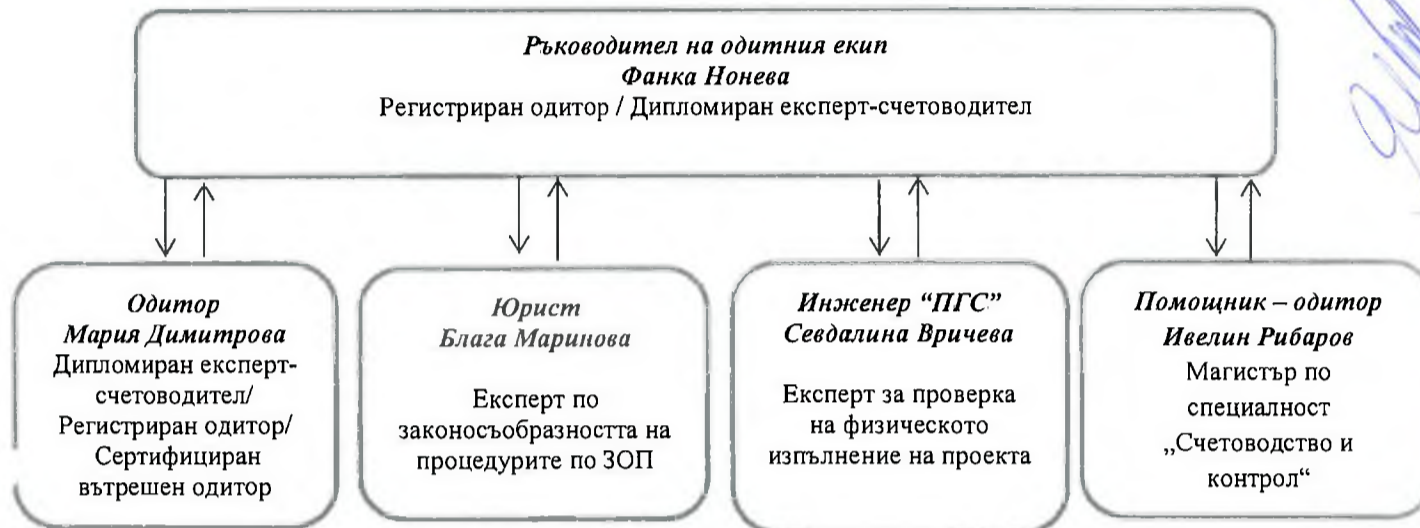 Ръководител на одитния екип
Фанка Нонева
Регистриран одитор / Дипломиран експерт-счетоводител
Одитор
Мария Димитрова
Дипломиран експерт-
счетоводител/
Регистриран одитор/
Сертифициран
вътрешен одитор
Юрист
Блага Маринова
Експерт по
законосъобразността на
процедурите по ЗОП
Инженер “ПГС”
Севдалина Вричева
Експерт за проверка
на физическото
изпълнение на проекта
Помощник – одитор
Ивелин Рибаров
Магистър по
специалност
„Счетоводство и
контрол“